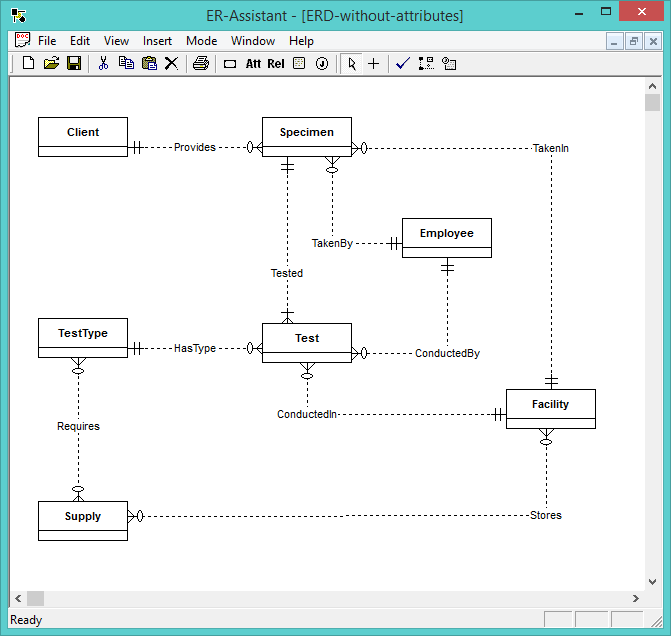 ER-Assistant - [ERD-without-attributes]
File Edit View Insert Mode Window Help
Att Rel
Client
Provides
Specimen
TakenIn
TakenBy
Employee
Tested
TestType
HasType
Test
ConductedBy
ConductedIn
Facility
Requires
Supply
Stores
Ready